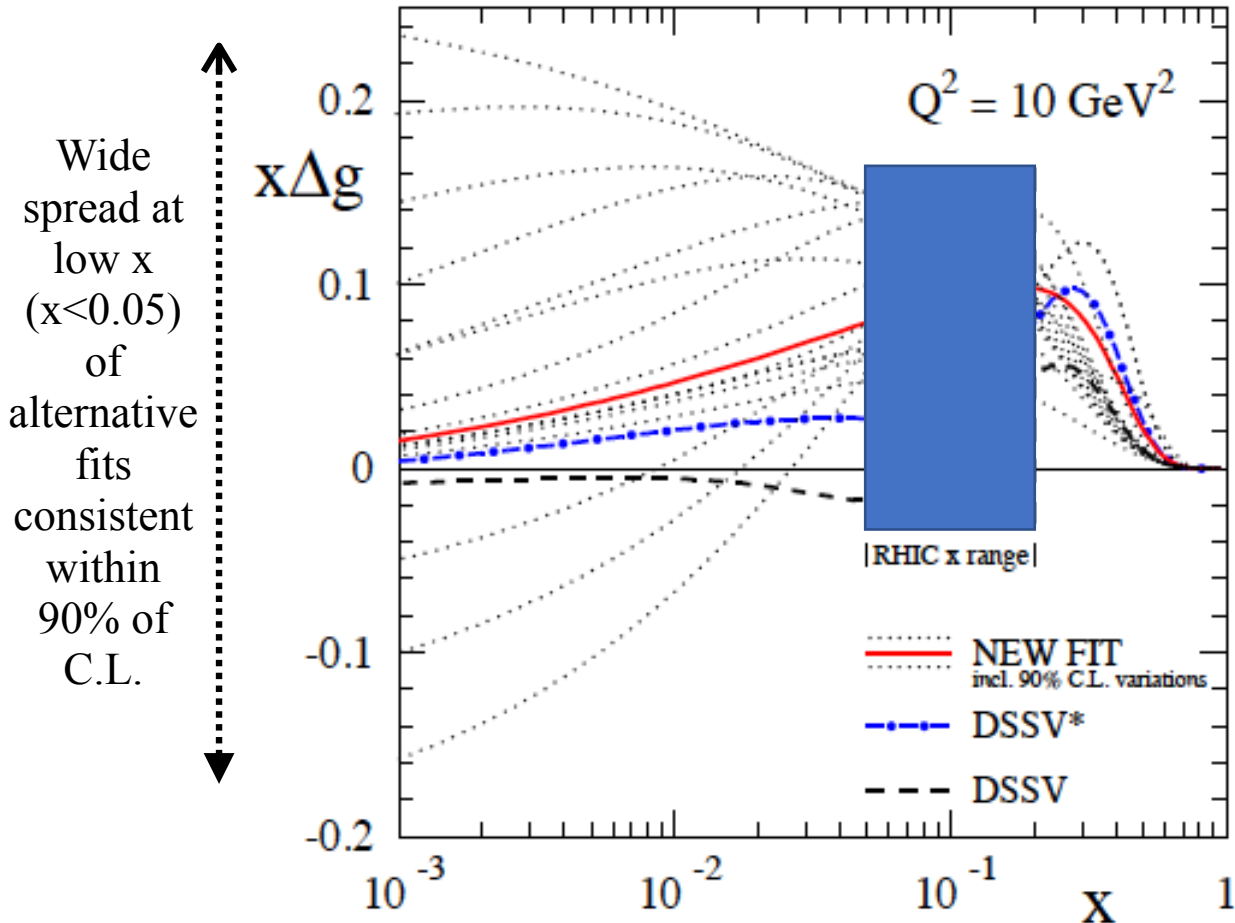 Wide
spread at
low x
(x<0.05)
of
alternative
fits
consistent
within
90% of
C.L.
xΔg
0.2
0.1
0
-0.1
-0.2
Q² = 10 GeV²
|RHIC x range|
NEW FIT
incl. 90% C.L. variations
DSSV*
DSSV
10⁻³
10⁻²
10⁻¹
x
1